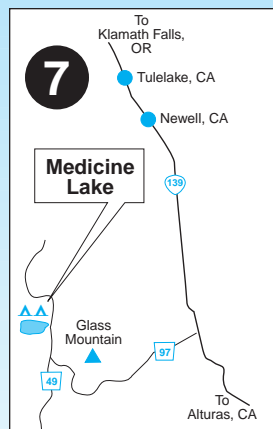 To
Klamath Falls,
OR
7
Tulelake, CA
Newell, CA
Medicine
Lake
139
Glass
Mountain
97
49
To
Alturas, CA